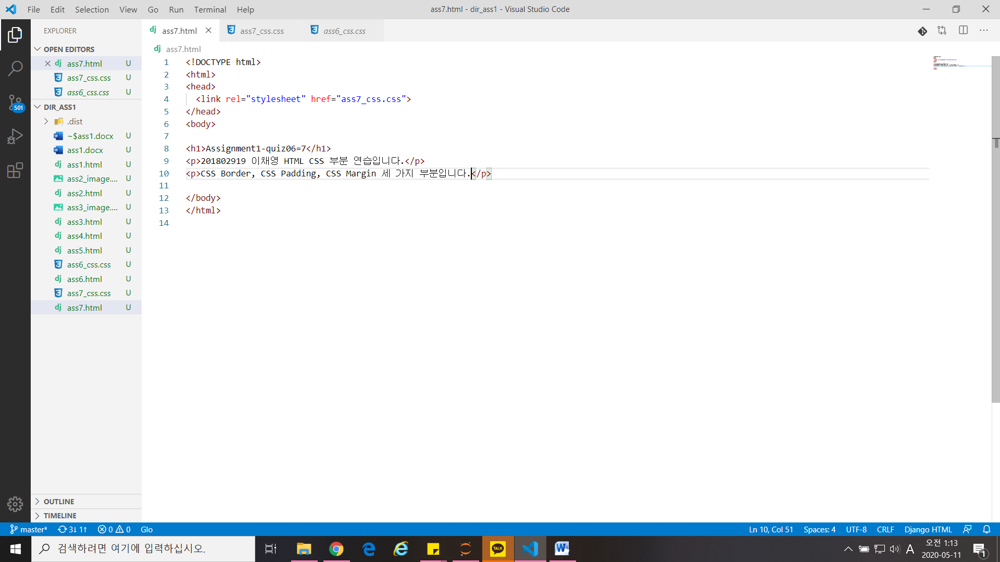 File Edit Selection View Go Run Terminal Help
ass7.html - dir_ass1 - Visual Studio Code
EXPLORER
OPEN EDITORS
ass7.html U
ass7_css.css U
ass6_css.css U
DIR_ASS1
.dist
~$ass1.docx U
ass1.docx U
ass1.html U
ass2_image.... U
ass2.html U
ass3_image.... U
ass3.html U
ass4.html U
ass5.html U
ass6_css.css U
ass6.html U
ass7_css.css U
ass7.html U
OUTLINE
TIMELINE
501
ass7.html ass7_css.css ass6_css.css
ass7.html
1 <!DOCTYPE html>
2 <html>
3 <head>
4 <link rel="stylesheet" href="ass7_css.css">
5 </head>
6 <body>
7
8 <h1>Assignment1-quiz06=7</h1>
9 <p>201802919 이채영 HTML CSS 부분 연습입니다.</p>
10 <p>CSS Border, CSS Padding, CSS Margin 세 가지 부분입니다.</p>
11
12 </body>
13 </html>
14
master* 3↓ 1↑ 0 0 Glo
Ln 10, Col 51 Spaces: 4 UTF-8 CRLF Django HTML
검색하려면 여기에 입력하십시오.
TALK
A
오전 1:13
2020-05-11
1